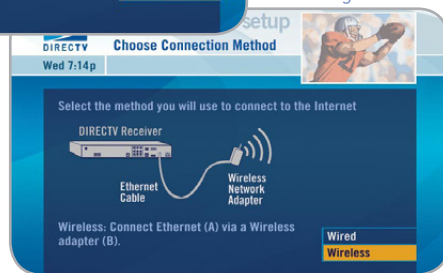 setup
DIRECTV
Choose Connection Method
Wed 7:14p
Select the method you will use to connect to the Internet
DIRECTV Receiver
Ethernet
Cable
Wireless
Network
Adapter
Wireless: Connect Ethernet (A) via a Wireless
adapter (B).
Wired
Wireless